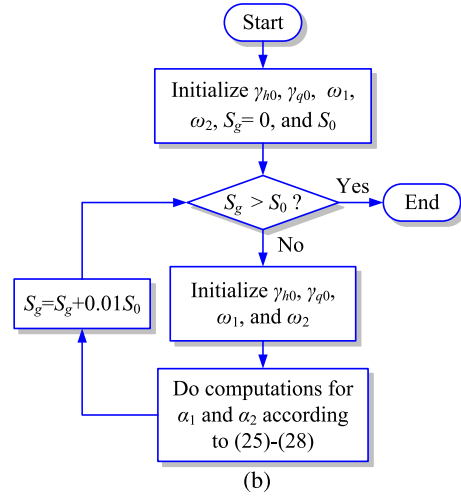 Start
Initialize γh0, γq0, ω1,
ω2, Sg= 0, and S0
Sg > S0 ?
Yes
End
No
Initialize γh0, γq0,
ω1, and ω2
Sg=Sg+0.01S0
Do computations for
α1 and α2 according
to (25)-(28)
(b)